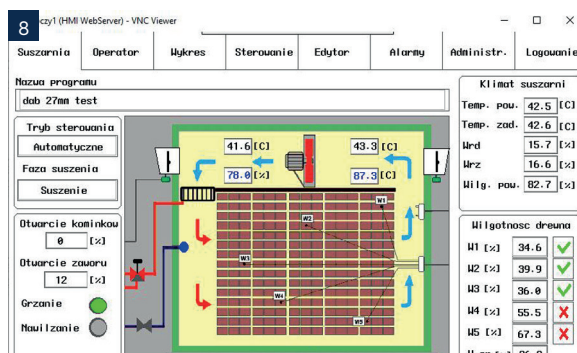 8
oczy1 (HMI WebServer) - VNC Viewer
Suszarnia Operator Wykres Sterowanie Edytor Alarmy Administr. Logowanie
Nazwa programu
dab 27mm test
Tryb sterowania
Automatyczne
Faza suszenia
Suszenie
Otwarcie kominkow
0 [%]
Otwarcie zaworu
12 [%]
Grzanie
Nawilzanie
41.6 [C] 43.3 [C]
78.0 [%] 87.3 [%]
W1
W2
W3
W4
W5
Klimat suszarni
Temp. pow. 42.5 [C]
Temp. zad. 42.6 [C]
Wrd 15.7 [%]
Wrz 16.6 [%]
Wilg. pow. 82.7 [%]
Wilgotnosc drewna
W1 [%] 34.6
W2 [%] 39.9
W3 [%] 36.0
W4 [%] 55.5
W5 [%] 67.3